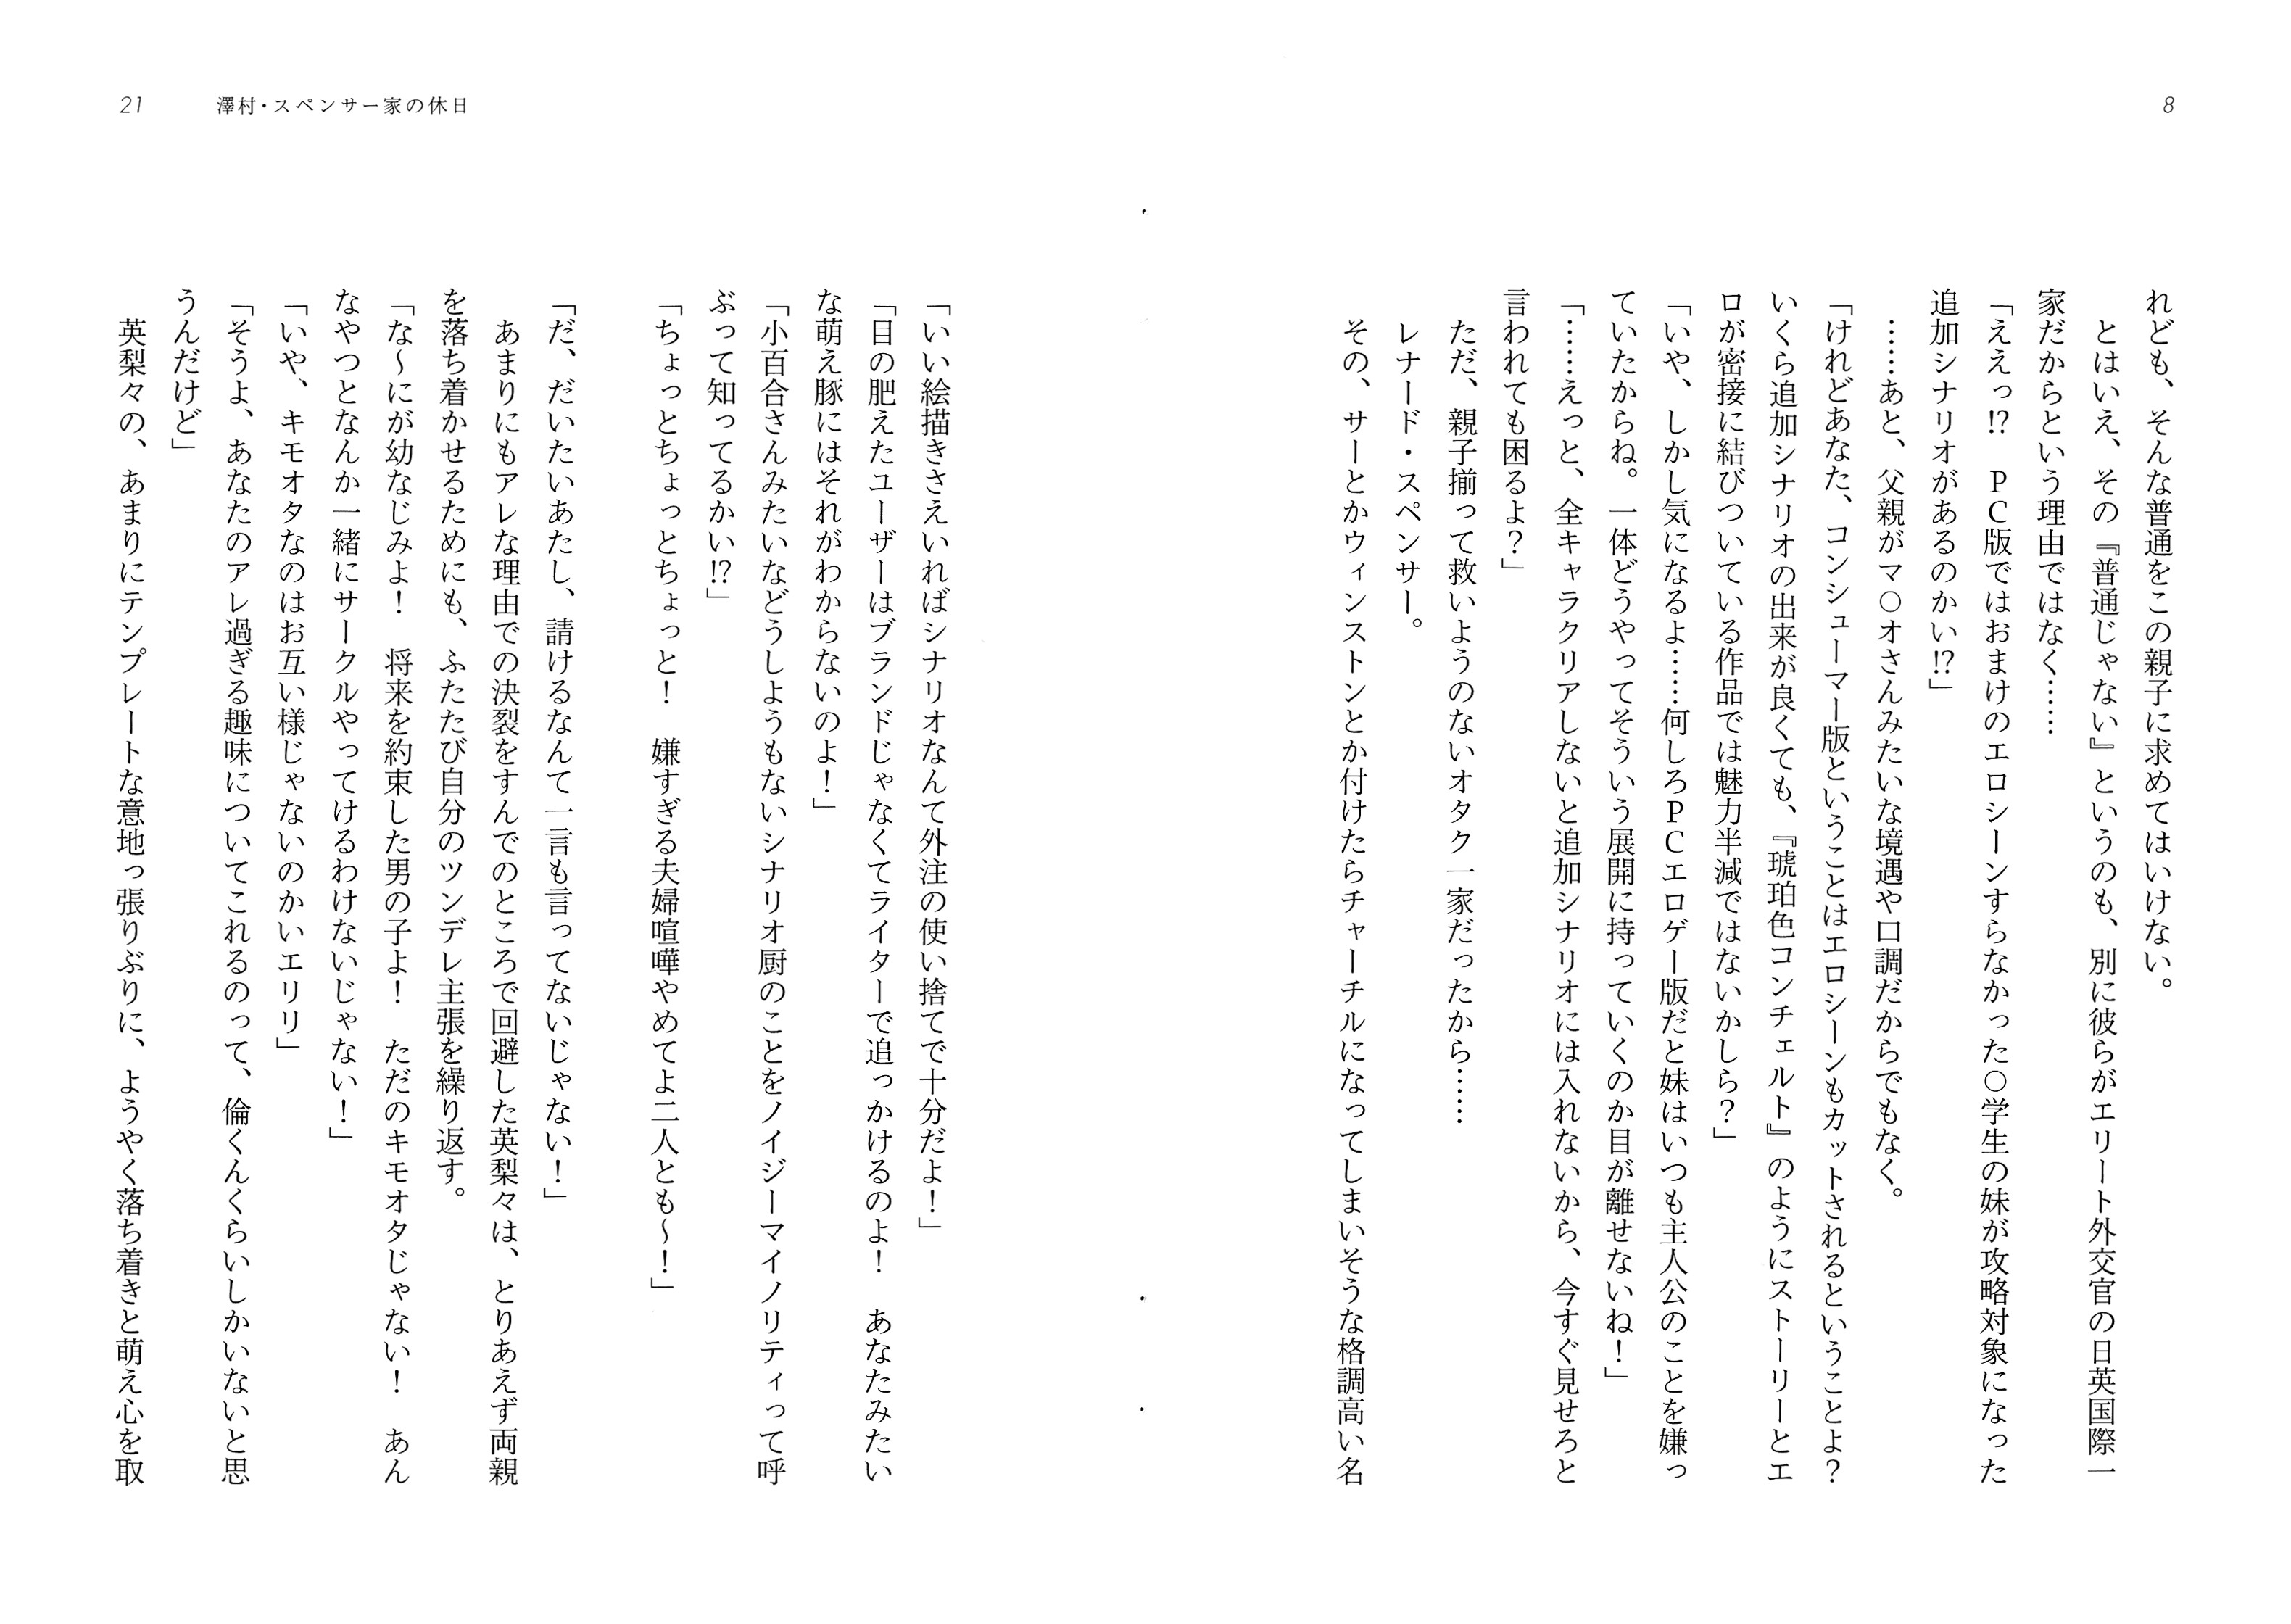 8
れども、そんな普通をこの親子に求めてはいけない。
とはいえ、その『普通じゃない』というのも、別に彼らがエリート外交官の日英国際一
家だからという理由ではなく……
「ええっ!?　PC版ではおまけのエロシーンすらなかった○学生の妹が攻略対象になった
追加シナリオがあるのかい!?」
……あと、父親がマ○オさんみたいな境遇や口調だからでもなく。
「けれどあなた、コンシューマー版ということはエロシーンもカットされるということよ？
いくら追加シナリオの出来が良くても、『琥珀色コンチェルト』のようにストーリーとエ
ロが密接に結びついている作品では魅力半減ではないかしら？」
「いや、しかし気になるよ……何しろPCエロゲー版だと妹はいつも主人公のことを嫌っ
ていたからね。一体どうやってそういう展開に持っていくのか目が離せないね！」
「……えっと、全キャラクリアしないと追加シナリオには入れないから、今すぐ見せろと
言われても困るよ？」
ただ、親子揃って救いようのないオタク一家だったから……
レナード・スペンサー。
その、サーとかウィンストンとか付けたらチャーチルになってしまいそうな格調高い名
21
澤村・スペンサー家の休日
「いい絵描きさえいればシナリオなんて外注の使い捨てで十分だよ！」
「目の肥えたユーザーはブランドじゃなくてライターで追っかけるのよ！　あなたみたい
な萌え豚にはそれがわからないのよ！」
「小百合さんみたいなどうしようもないシナリオ厨のことをノイジーマイノリティって呼
ぶって知ってるかい!?」
「ちょっとちょっとちょっと！　嫌すぎる夫婦喧嘩やめてよ二人とも～！」
「だ、だいたいあたし、請けるなんて一言も言ってないじゃない！」
あまりにもアレな理由での決裂をすんでのところで回避した英梨々は、とりあえず両親
を落ち着かせるためにも、ふたたび自分のツンデレ主張を繰り返す。
「な～にが幼なじみよ！　将来を約束した男の子よ！　ただのキモオタじゃない！　あん
なやつとなんか一緒にサークルやってけるわけないじゃない！」
「いや、キモオタなのはお互い様じゃないのかいエリリ」
「そうよ、あなたのアレ過ぎる趣味についてこれるのって、倫くんくらいしかいないと思
うんだけど」
英梨々の、あまりにテンプレートな意地っ張りぶりに、ようやく落ち着きと萌え心を取